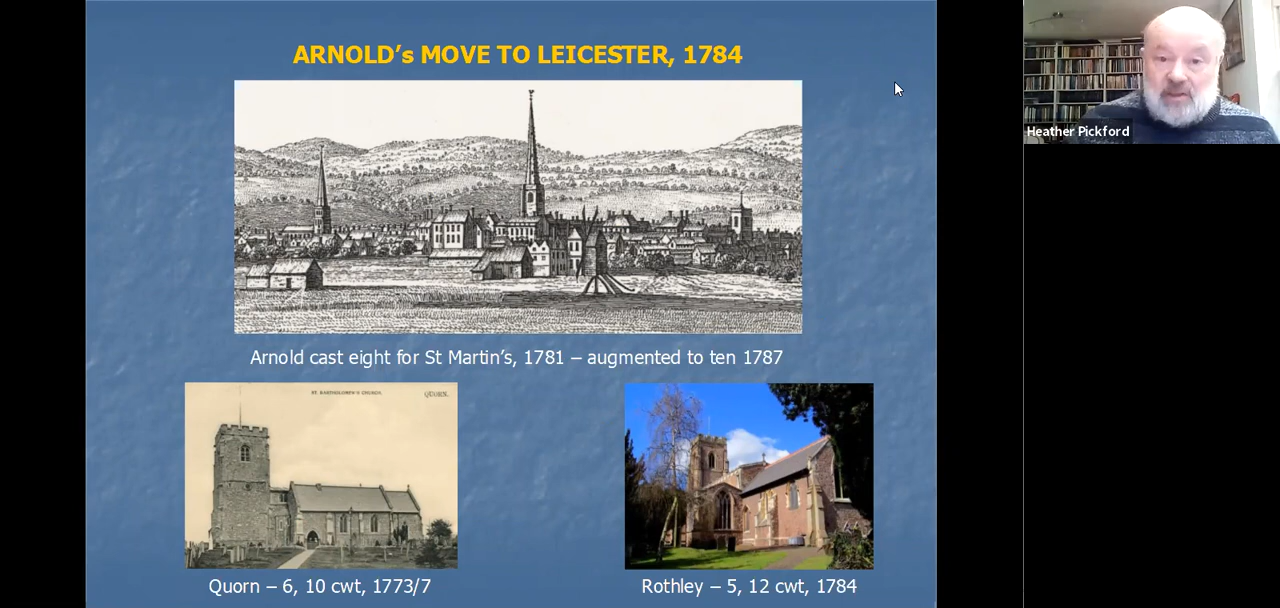 ARNOLD's MOVE TO LEICESTER, 1784
Heather Pickford
Arnold cast eight for St Martin's, 1781 – augmented to ten 1787
ST. BARTHOLOMEW'S CHURCH. QUORN.
Quorn – 6, 10 cwt, 1773/7
Rothley – 5, 12 cwt, 1784